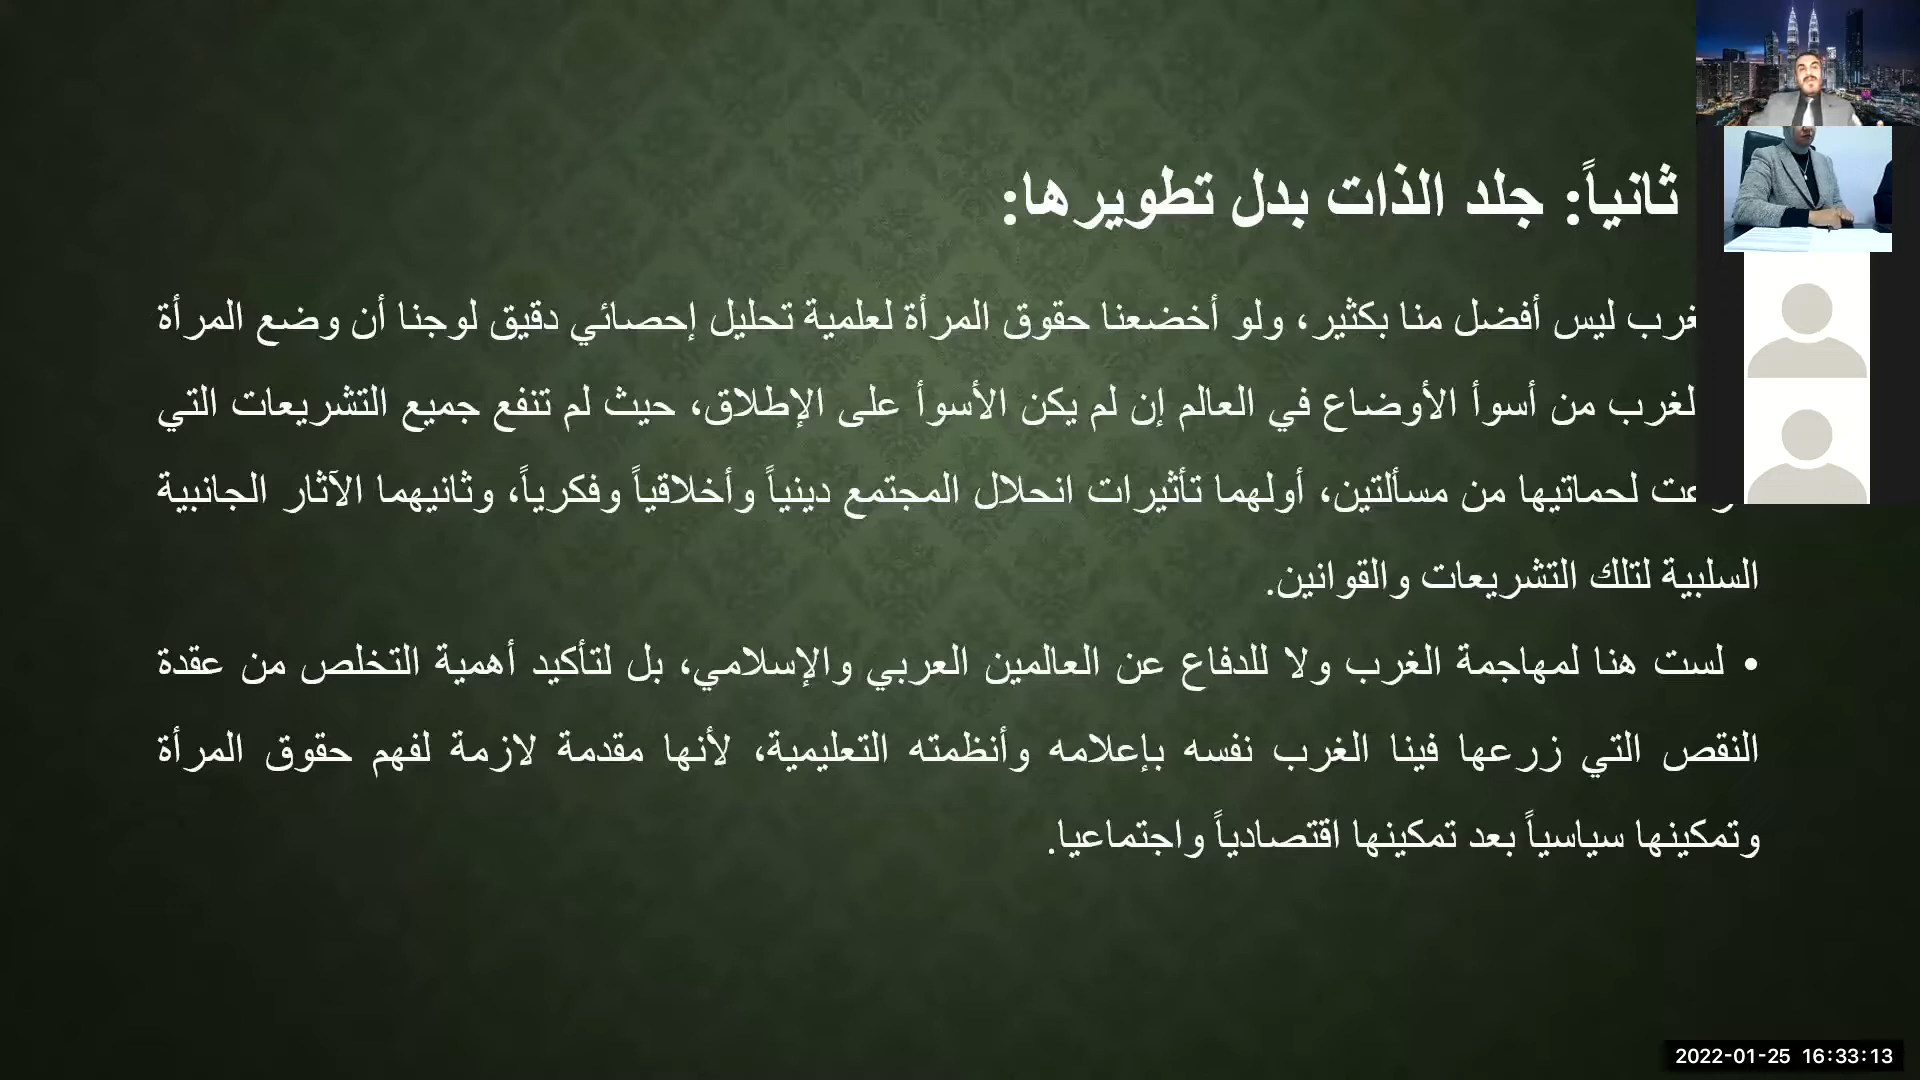 ثانياً: جلد الذات بدل تطويرها:
ليس أفضل منا بكثير، ولو أخضعنا حقوق المرأة لعلمية تحليل إحصائي دقيق لوجنا أن وضع المرأة
لغرب من أسوأ الأوضاع في العالم إن لم يكن الأسوأ على الإطلاق، حيث لم تنفع جميع التشريعات التي
لحماتيها من مسألتين، أولهما تأثيرات انحلال المجتمع دينياً وأخلاقياً وفكرياً، وثانيهما الآثار الجانبية
السلبية لتلك التشريعات والقوانين.
• لست هنا لمهاجمة الغرب ولا للدفاع عن العالمين العربي والإسلامي، بل لتأكيد أهمية التخلص من عقدة
النقص التي زرعها فينا الغرب نفسه بإعلامه وأنظمته التعليمية، لأنها مقدمة لازمة لفهم حقوق المرأة
وتمكينها سياسياً بعد تمكينها اقتصادياً واجتماعيا.
2022-01-25 16:33:13